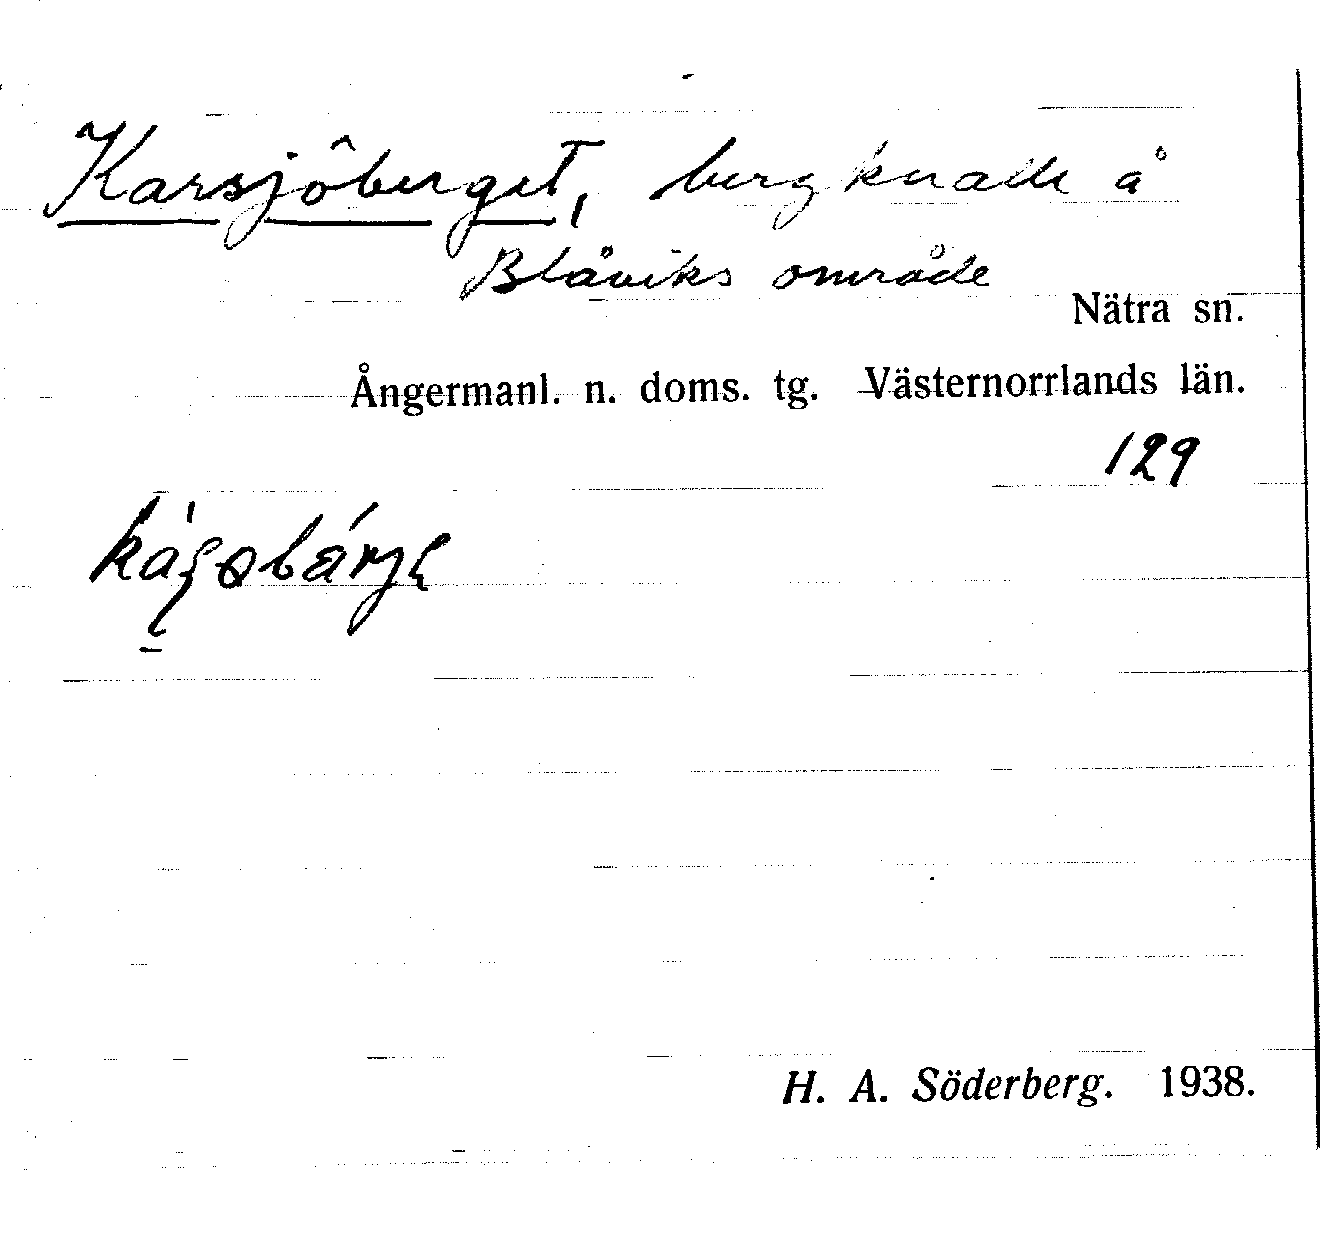 Karsjöberget, bergknalle å
Blåviks område
Nätra sn.
Ångermanl. n. doms. tg. Västernorrlands län.
129
H. A. Söderberg. 1938.